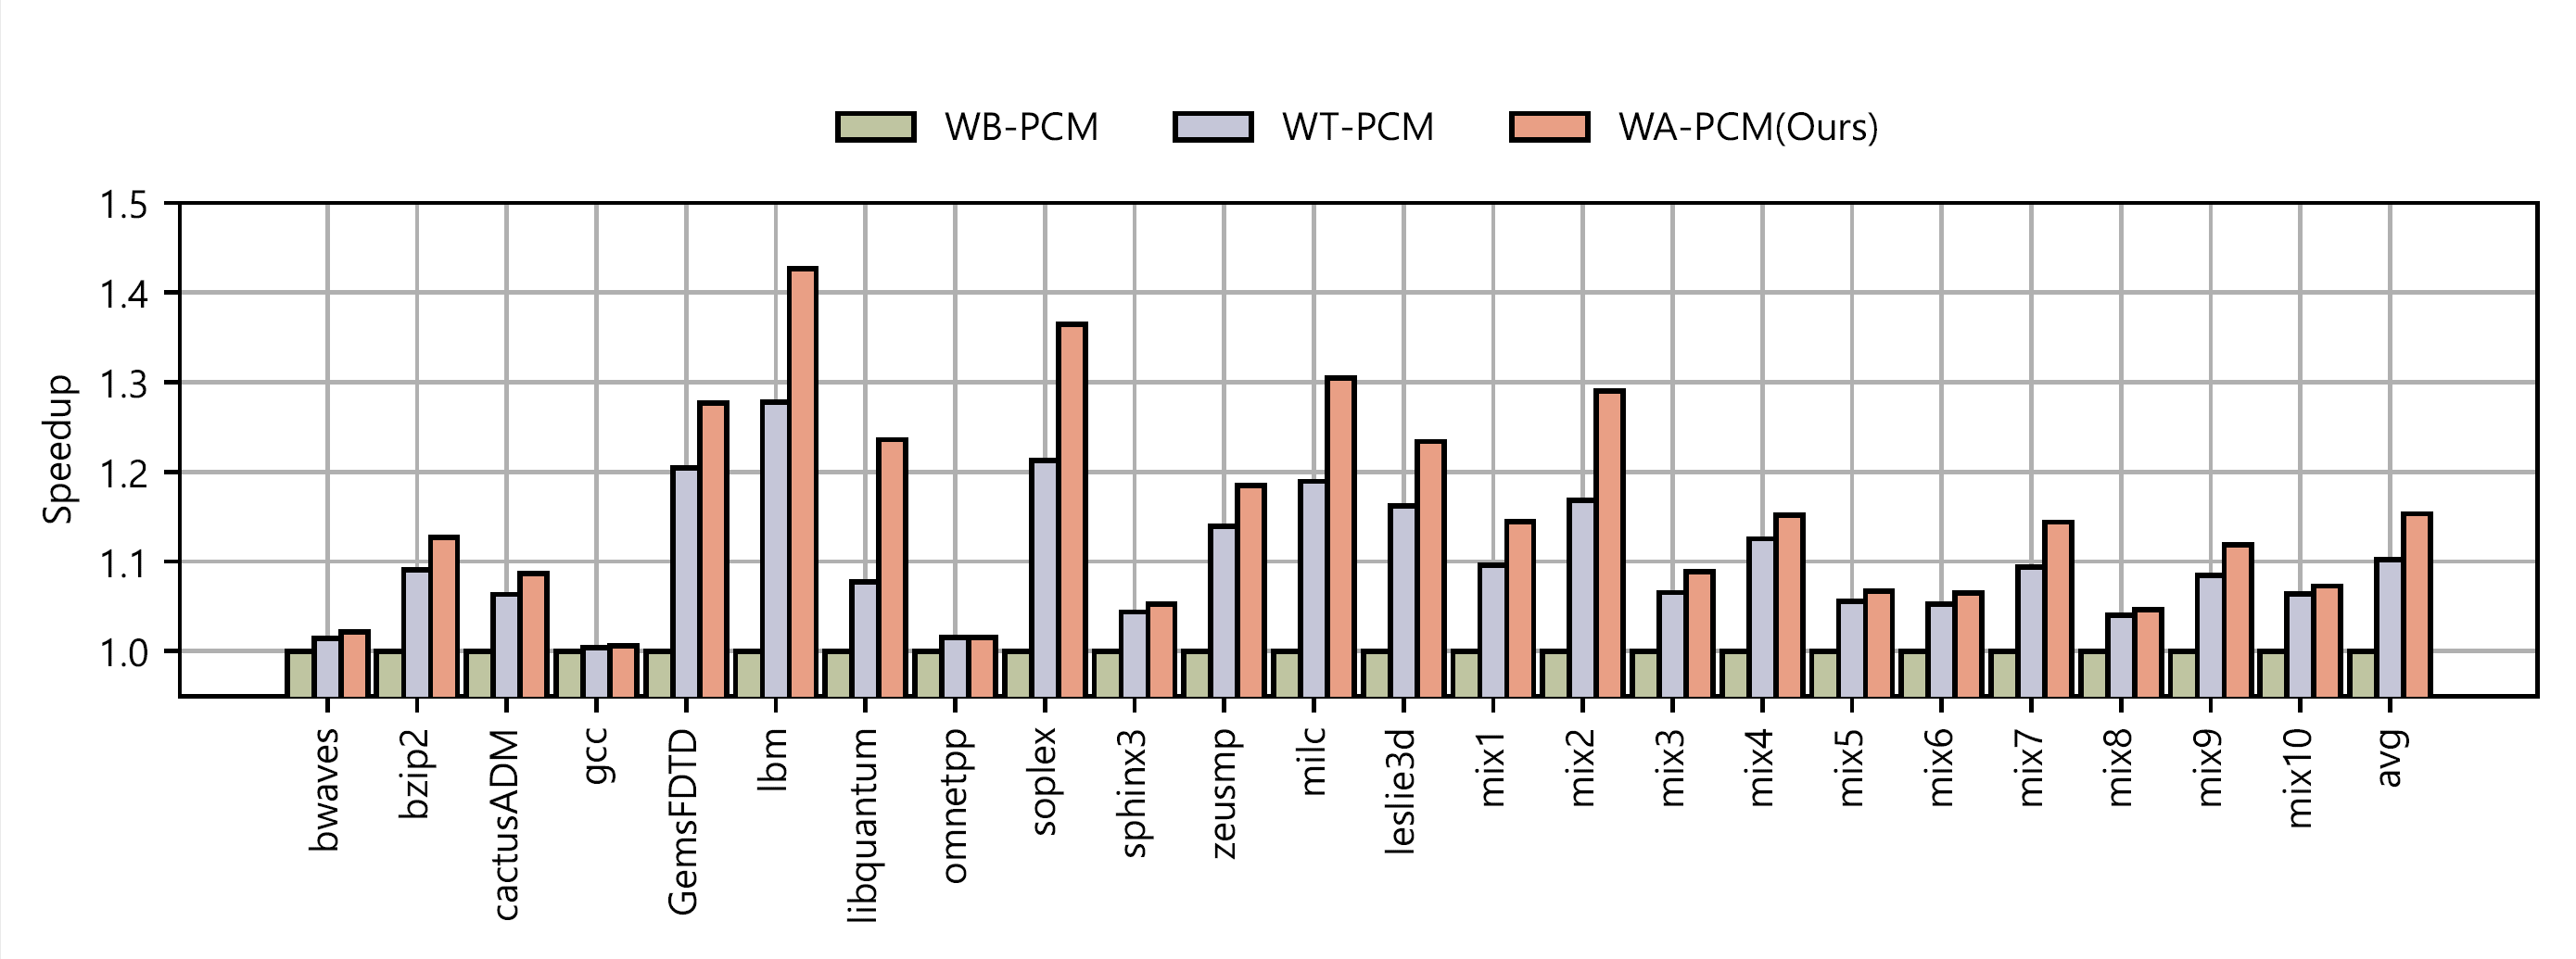 WB-PCM WT-PCM WA-PCM(Ours)
1.5
1.4
1.3
1.2
1.1
1.0
Speedup
bwaves bzip2 cactusADM gcc GemsFDTD lbm libquantum omnetpp soplex sphinx3 zeusmp milc leslie3d mix1 mix2 mix3 mix4 mix5 mix6 mix7 mix8 mix9 mix10 avg